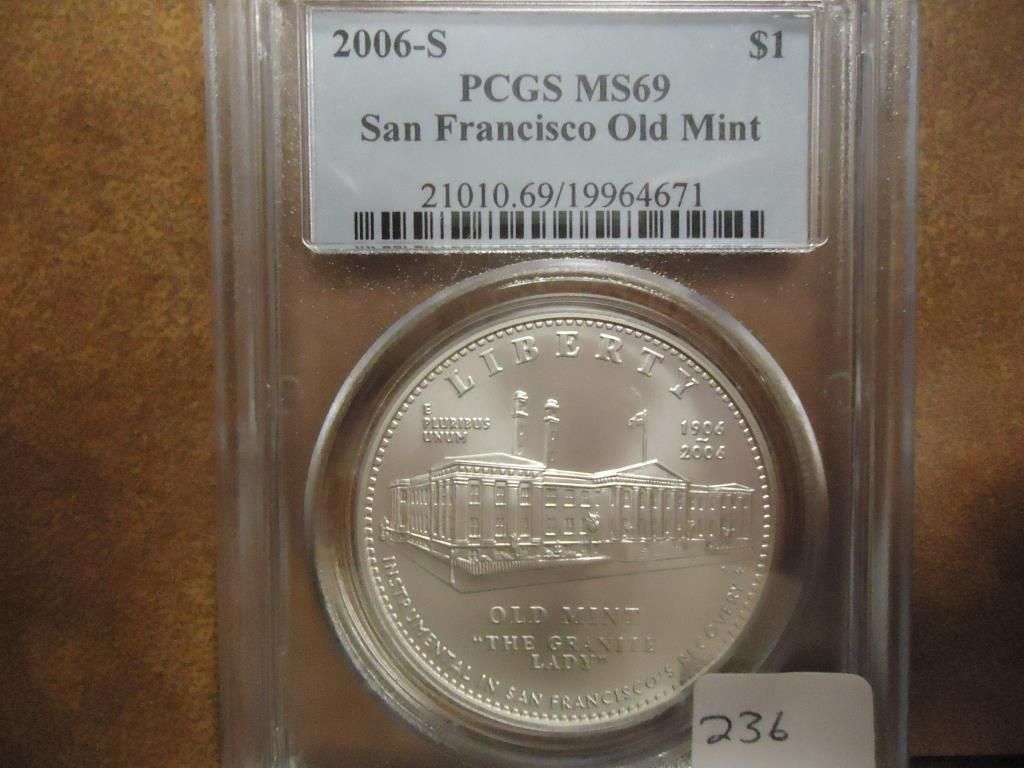 2006-S $1
PCGS MS69
San Francisco Old Mint
21010.69/19964671
LIBERTY
E
PLURIBUS
UNUM
1906
~
2006
OLD MINT
"THE GRANITE
LADY"
INSTRUMENTAL IN SAN FRANCISCO'S RECOVERY
236